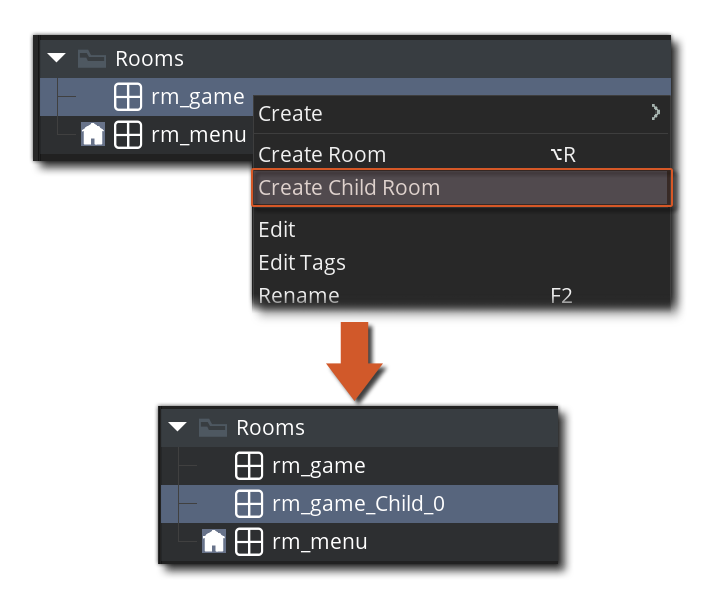 Rooms
rm_game
rm_menu
Create
Create Room ⌥R
Create Child Room
Edit
Edit Tags
Rename F2
Rooms
rm_game
rm_game_Child_0
rm_menu